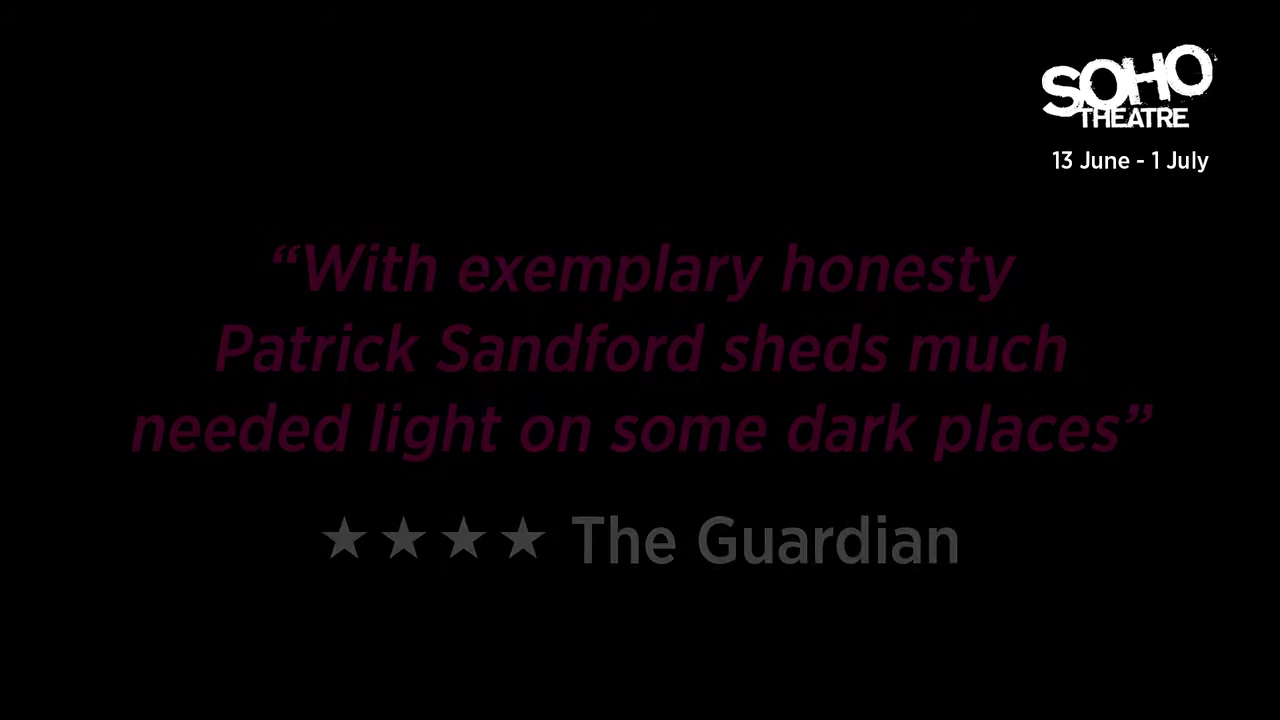 SOHO
THEATRE
13 June - 1 July
“With exemplary honesty
Patrick Sandford sheds much
needed light on some dark places”
★★★★ The Guardian